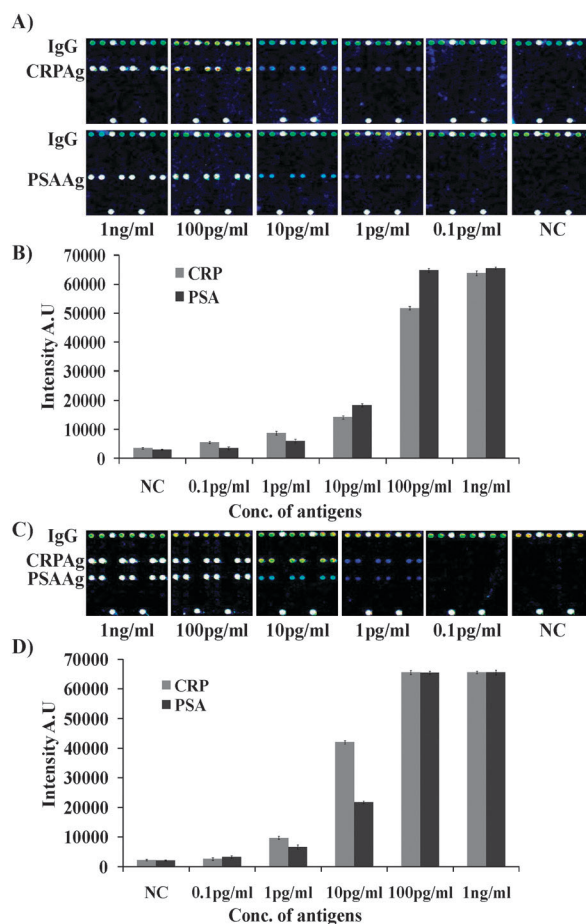 A)
IgG
CRPAg
IgG
PSAAg
1ng/ml 100pg/ml 10pg/ml 1pg/ml 0.1pg/ml NC
B)
70000
60000
50000
40000
30000
20000
10000
0
Intensity A.U
CRP
PSA
NC 0.1pg/ml 1pg/ml 10pg/ml 100pg/ml 1ng/ml
Conc. of antigens
C)
IgG
CRPAg
PSAAg
1ng/ml 100pg/ml 10pg/ml 1pg/ml 0.1pg/ml NC
D)
70000
60000
50000
40000
30000
20000
10000
0
Intensity A.U
CRP
PSA
NC 0.1pg/ml 1pg/ml 10pg/ml 100pg/ml 1ng/ml
Conc. of antigens